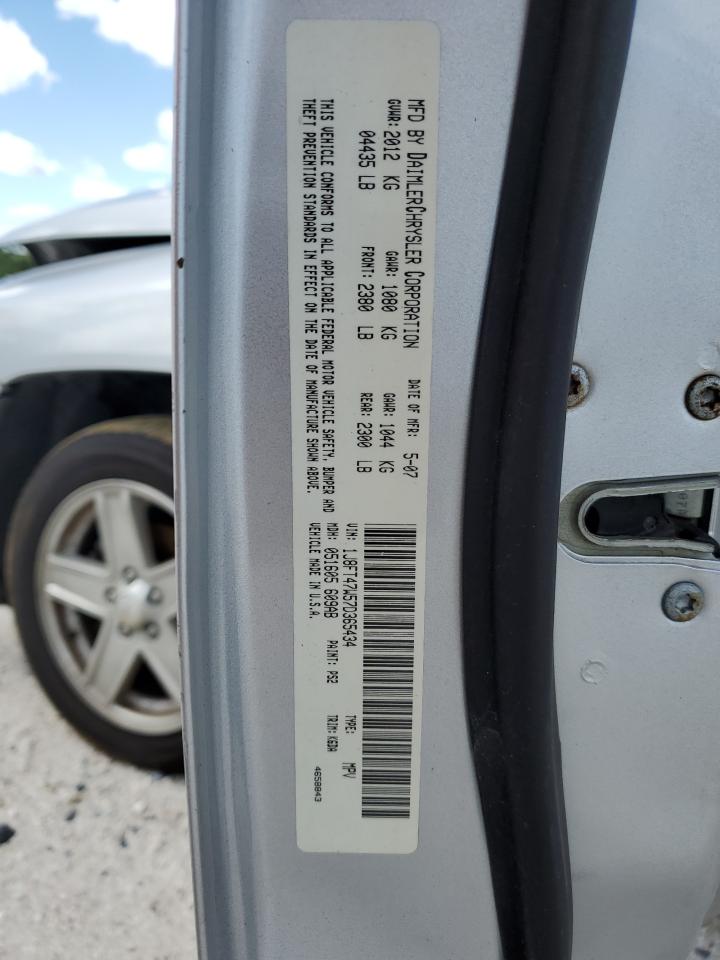 MFD BY DAIMLERCHRYSLER CORPORATION DATE OF MFR: 5-07
GVWR: 2012 KG GAWR: 1080 KG GAWR: 1044 KG
04435 LB FRONT: 2380 LB REAR: 2300 LB
THIS VEHICLE CONFORMS TO ALL APPLICABLE FEDERAL MOTOR VEHICLE SAFETY, BUMPER AND
THEFT PREVENTION STANDARDS IN EFFECT ON THE DATE OF MANUFACTURE SHOWN ABOVE.
VIN: 1J8FT47W57D365434 TYPE: MPV
MDH: 051605 609AB PAINT: PS2 TRIM: K6DA
VEHICLE MADE IN U.S.A. 4658843